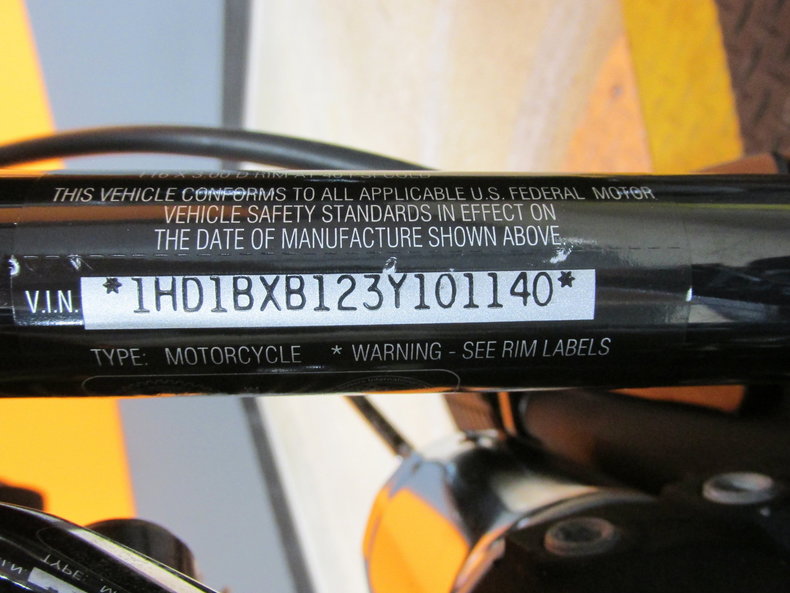 THIS VEHICLE CONFORMS TO ALL APPLICABLE U.S. FEDERAL MOTOR
VEHICLE SAFETY STANDARDS IN EFFECT ON
THE DATE OF MANUFACTURE SHOWN ABOVE
V.I.N. *1HD1BXB123Y101140*
TYPE: MOTORCYCLE * WARNING - SEE RIM LABELS
TYPE: